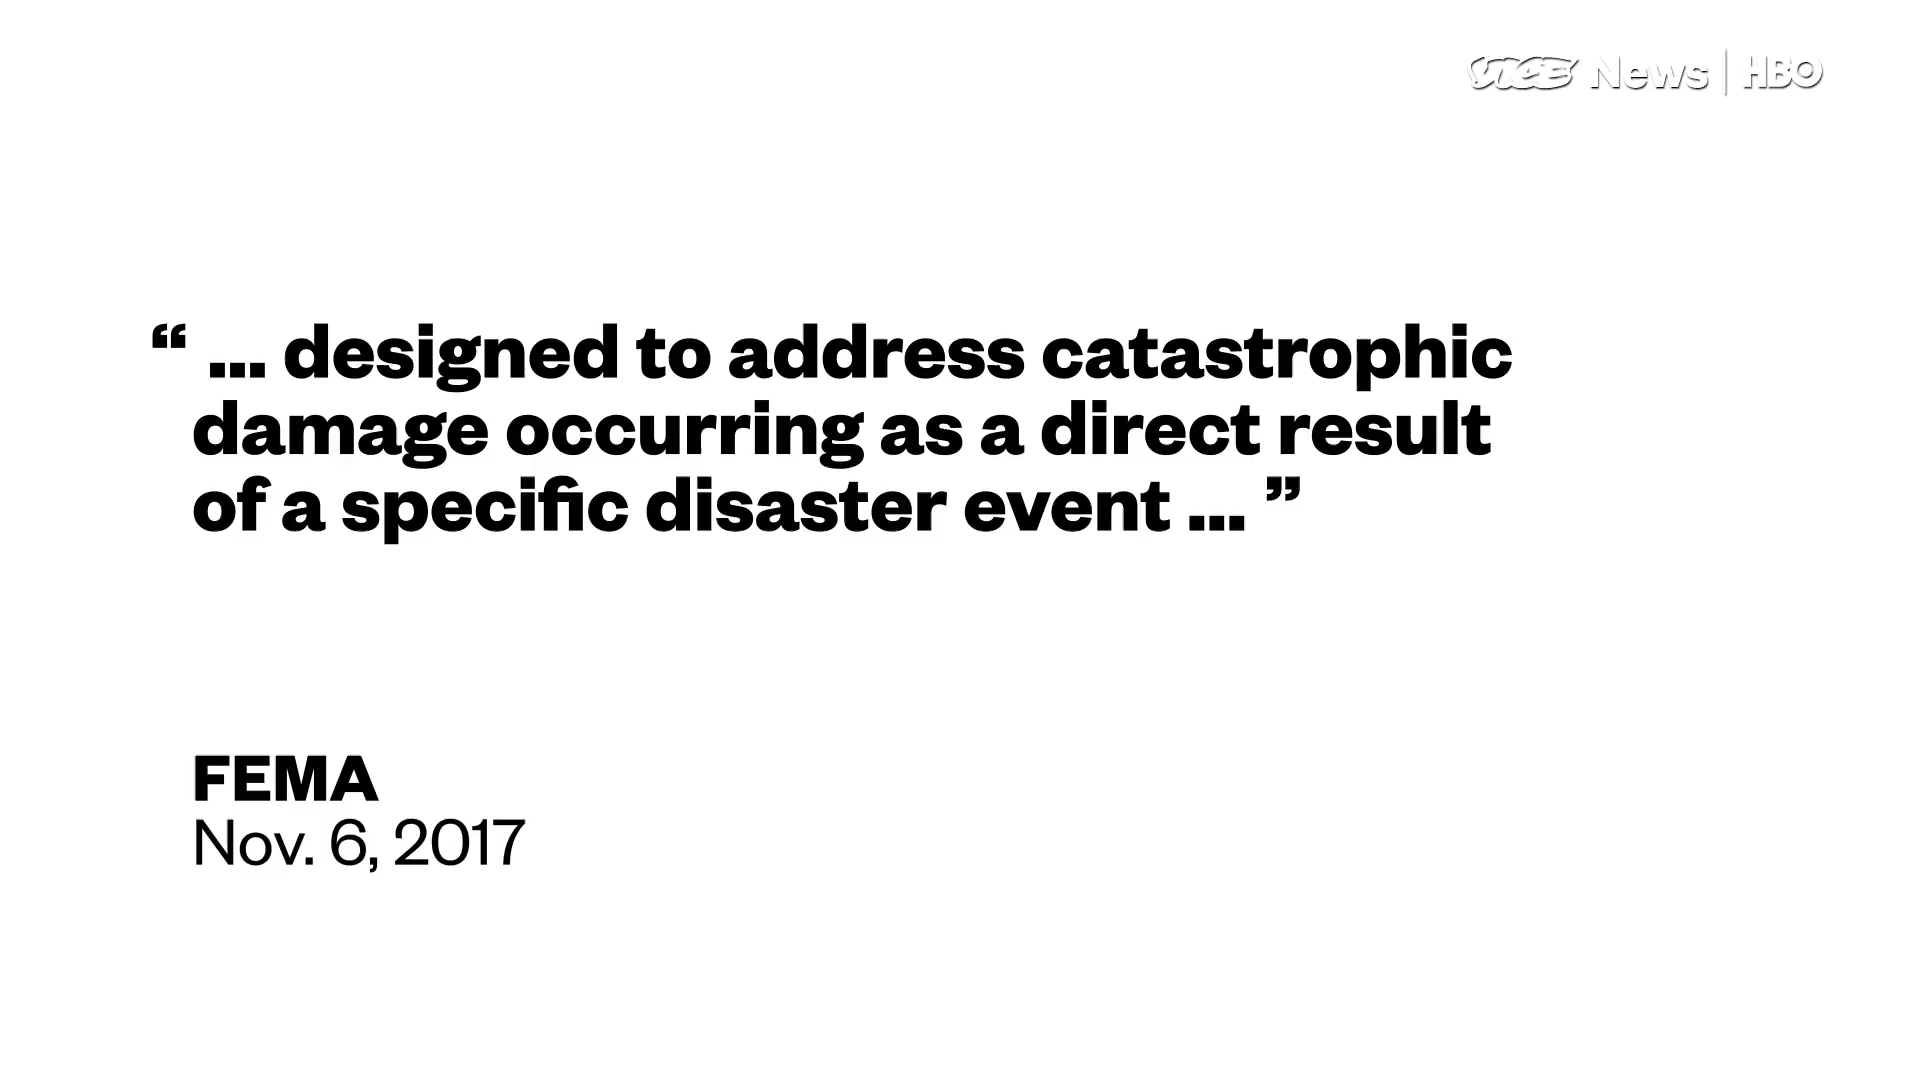 VICE News | HBO
“ ... designed to address catastrophic
damage occurring as a direct result
of a specific disaster event ... ”
FEMA
Nov. 6, 2017